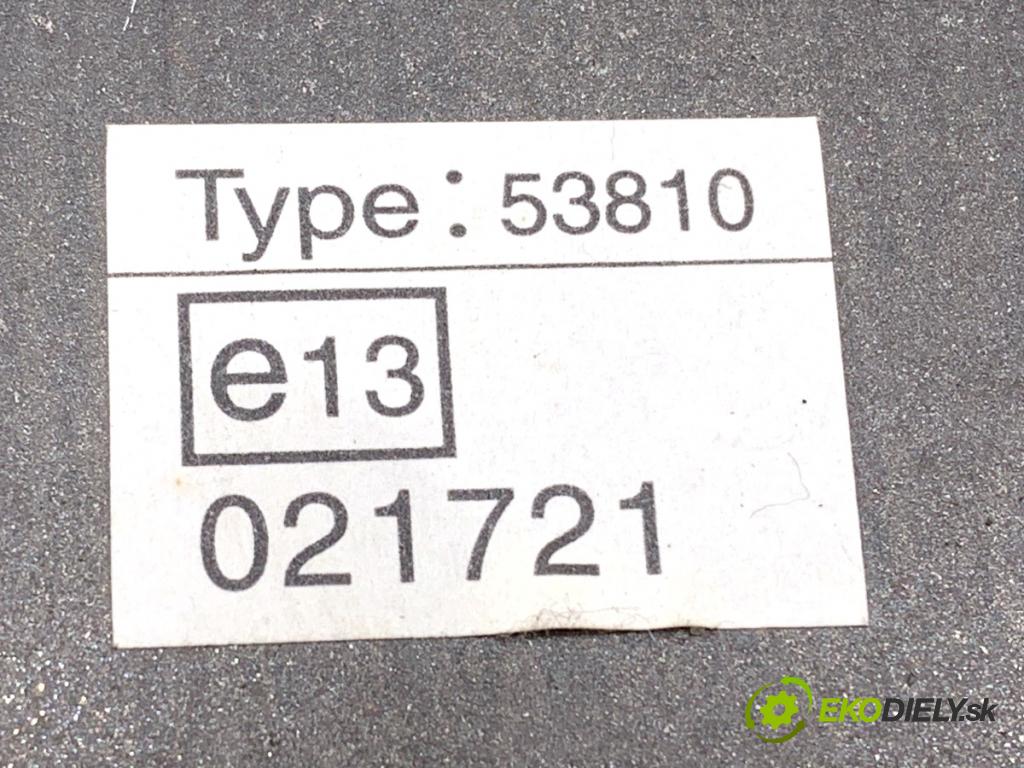 Type: 53810
e13
021721
EKODIELY.sk